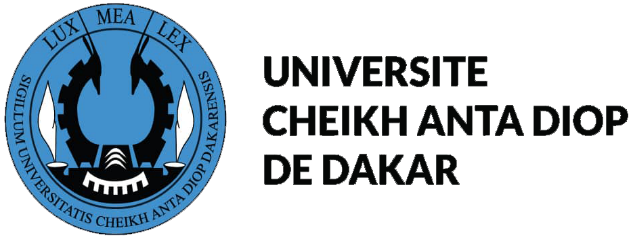 LUX MEA LEX
SIGILLUM UNIVERSITATIS CHEIKH ANTA DIOP DAKARENSIS
UNIVERSITE
CHEIKH ANTA DIOP
DE DAKAR